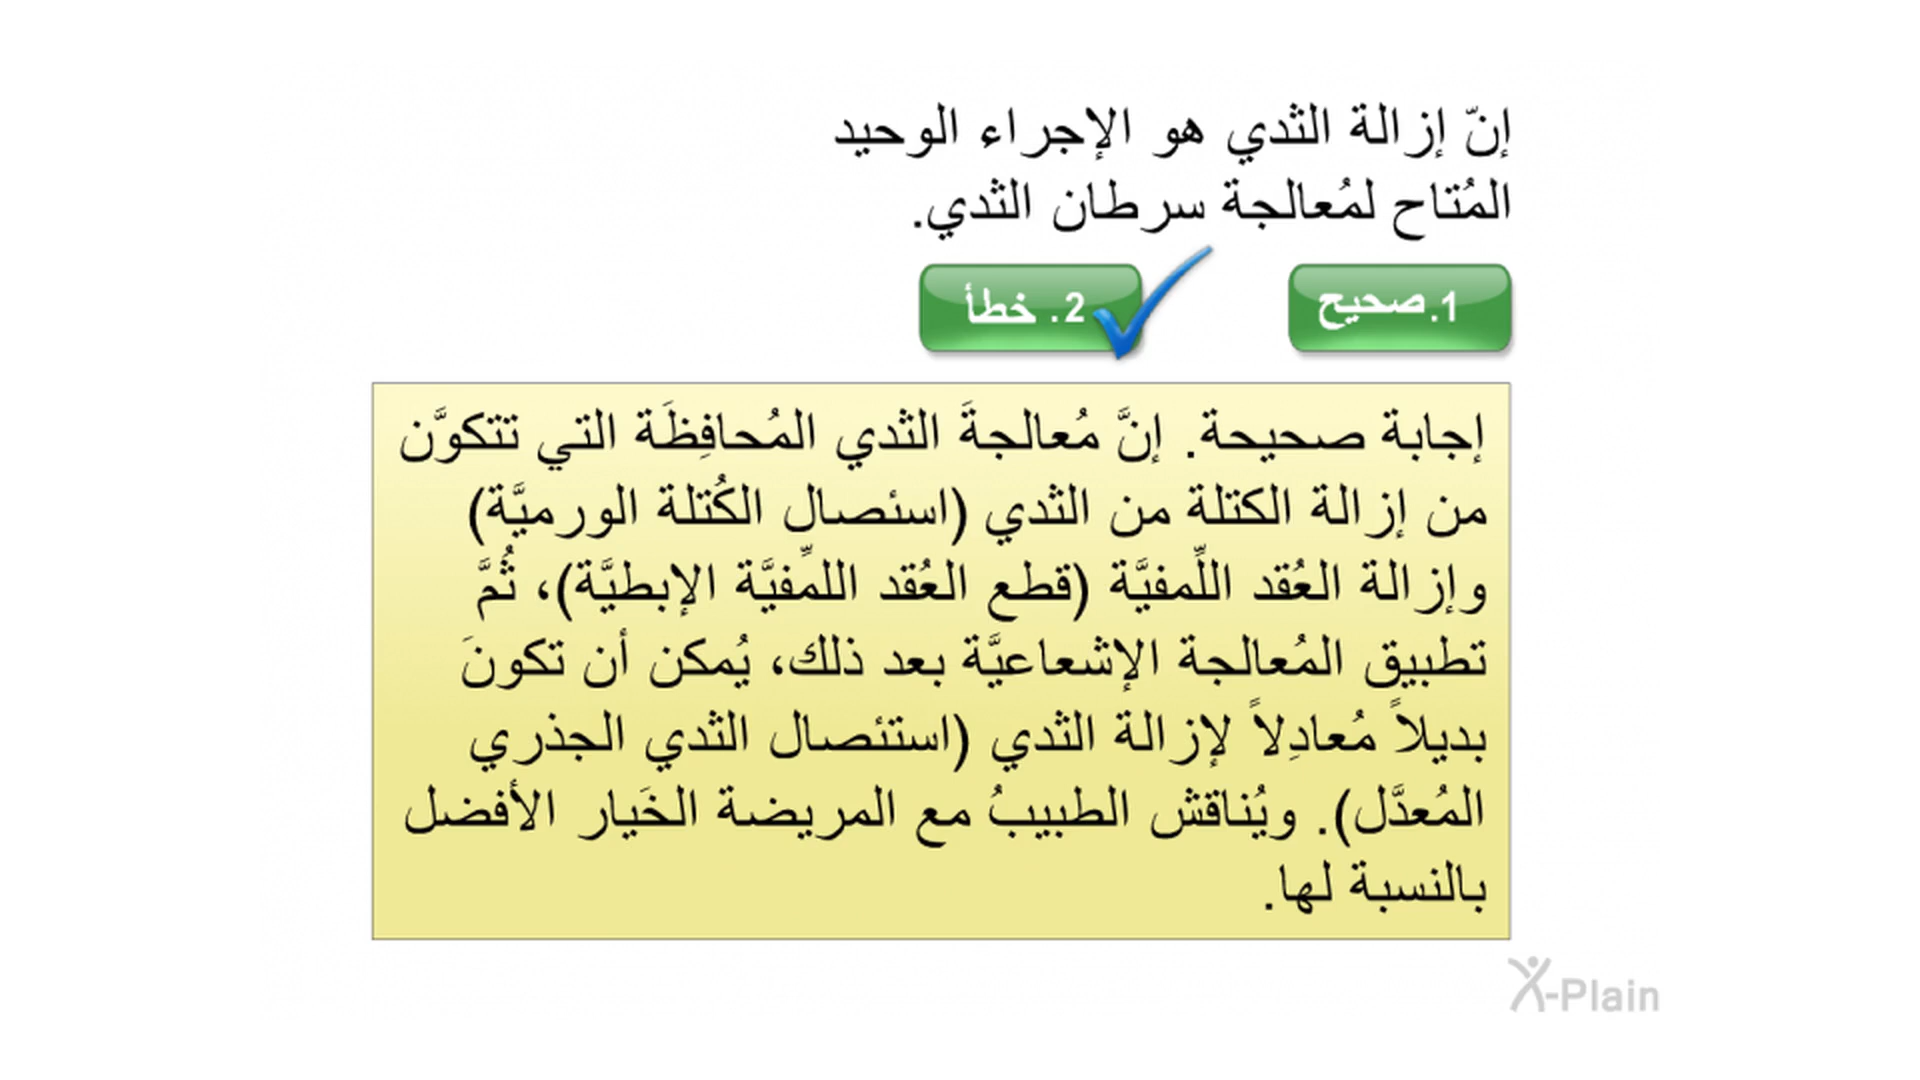 إنّ إزالة الثدي هو الإجراء الوحيد
المُتاح لمُعالجة سرطان الثدي.
1. صحيح
2. خطأ
إجابة صحيحة. إنَّ مُعالجةَ الثدي المُحافِظَة التي تتكوَّن
من إزالة الكتلة من الثدي (اسئصال الكُتلة الورميَّة)
وإزالة العُقد اللِّمفيَّة (قطع العُقد اللمِّفيَّة الإبطيَّة)، ثُمَّ
تطبيق المُعالجة الإشعاعيَّة بعد ذلك، يُمكن أن تكونَ
بديلاً مُعادِلاً لإزالة الثدي (استئصال الثدي الجذري
المُعدَّل). ويُناقش الطبيبُ مع المريضة الخَيار الأفضل
بالنسبة لها.
X-Plain